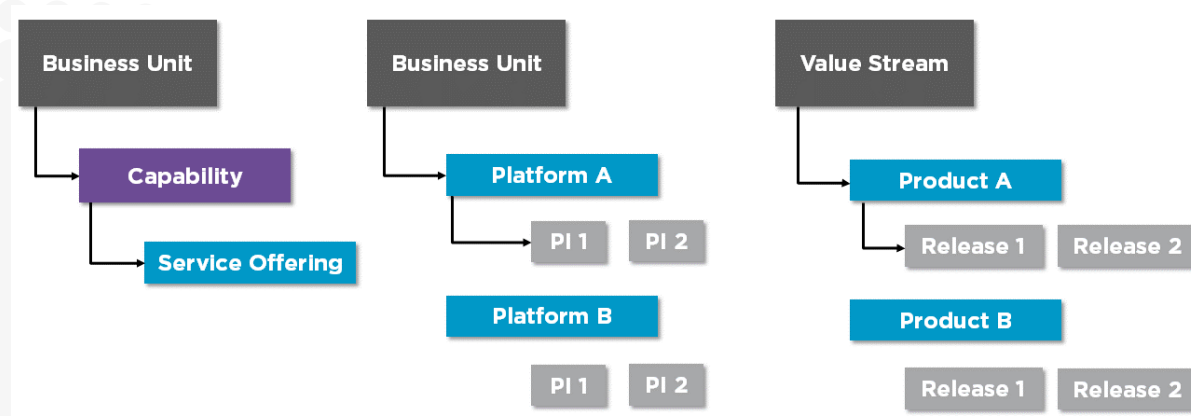 Business Unit
Capability
Service Offering
Business Unit
Platform A
PI 1
PI 2
Platform B
PI 1
PI 2
Value Stream
Product A
Release 1
Release 2
Product B
Release 1
Release 2